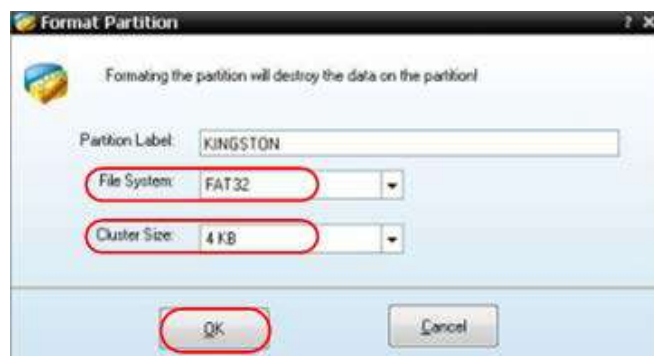 Format Partition ? X
Formating the partition will destroy the data on the partition!
Partition Label: KINGSTON
File System: FAT32
Cluster Size: 4 KB
OK Cancel